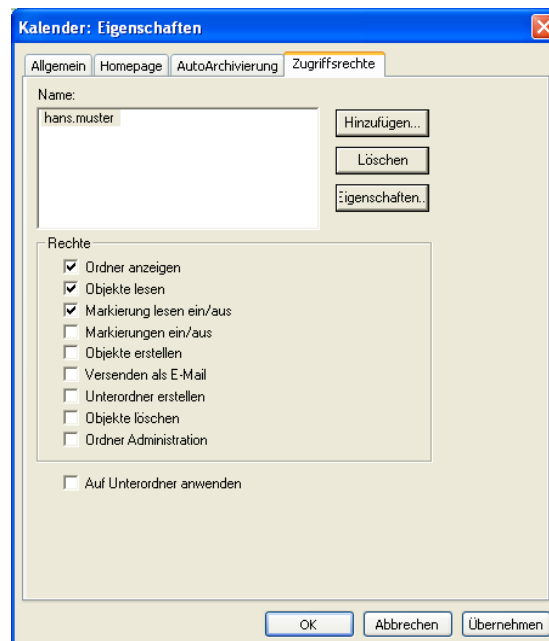 Kalender: Eigenschaften
Allgemein Homepage AutoArchivierung Zugriffsrechte
Name:
hans.muster
Hinzufügen...
Löschen
Eigenschaften..
Rechte
Ordner anzeigen
Objekte lesen
Markierung lesen ein/aus
Markierungen ein/aus
Objekte erstellen
Versenden als E-Mail
Unterordner erstellen
Objekte löschen
Ordner Administration
Auf Unterordner anwenden
OK Abbrechen Übernehmen